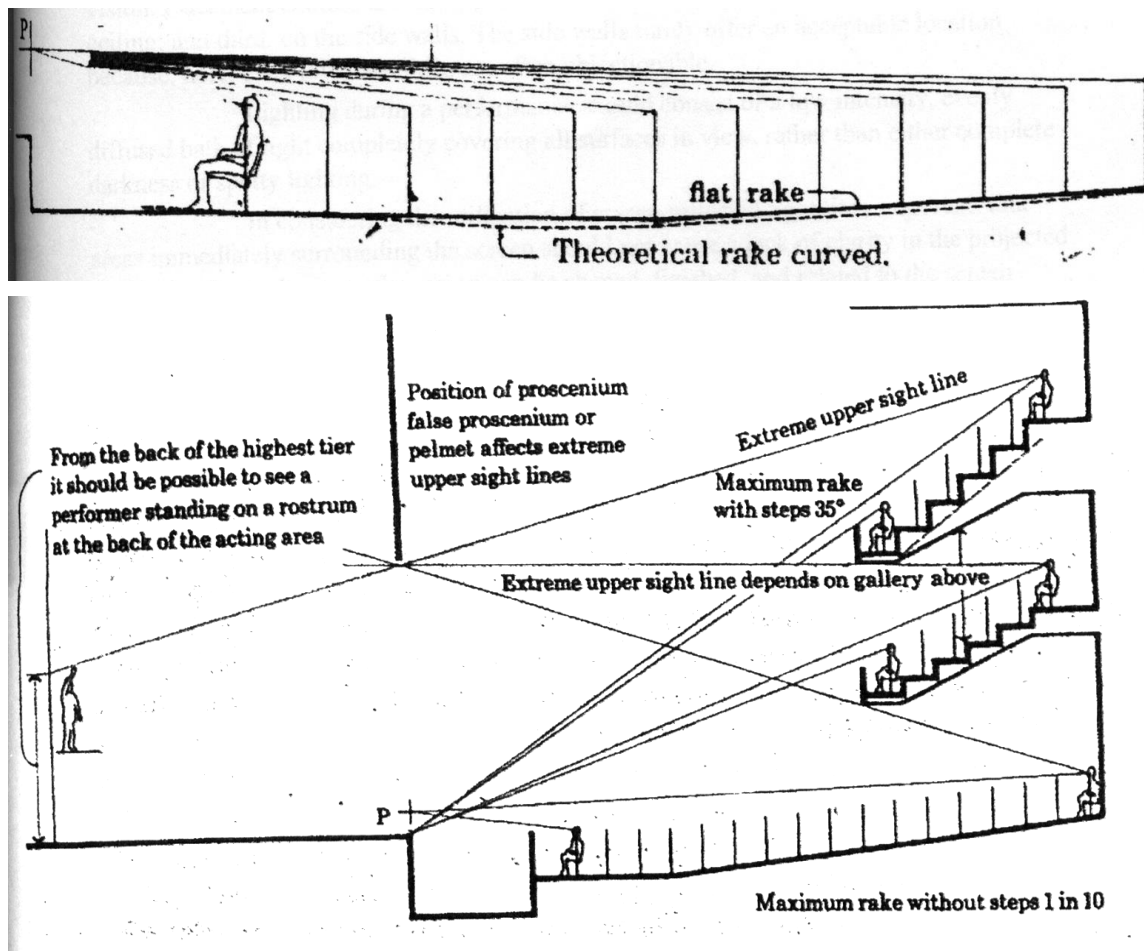 P
flat rake
Theoretical rake curved.
Position of proscenium
false proscenium or
pelmet affects extreme
upper sight lines
From the back of the highest tier
it should be possible to see a
performer standing on a rostrum
at the back of the acting area
Extreme upper sight line
Maximum rake
with steps 35°
Extreme upper sight line depends on gallery above
P
Maximum rake without steps 1 in 10